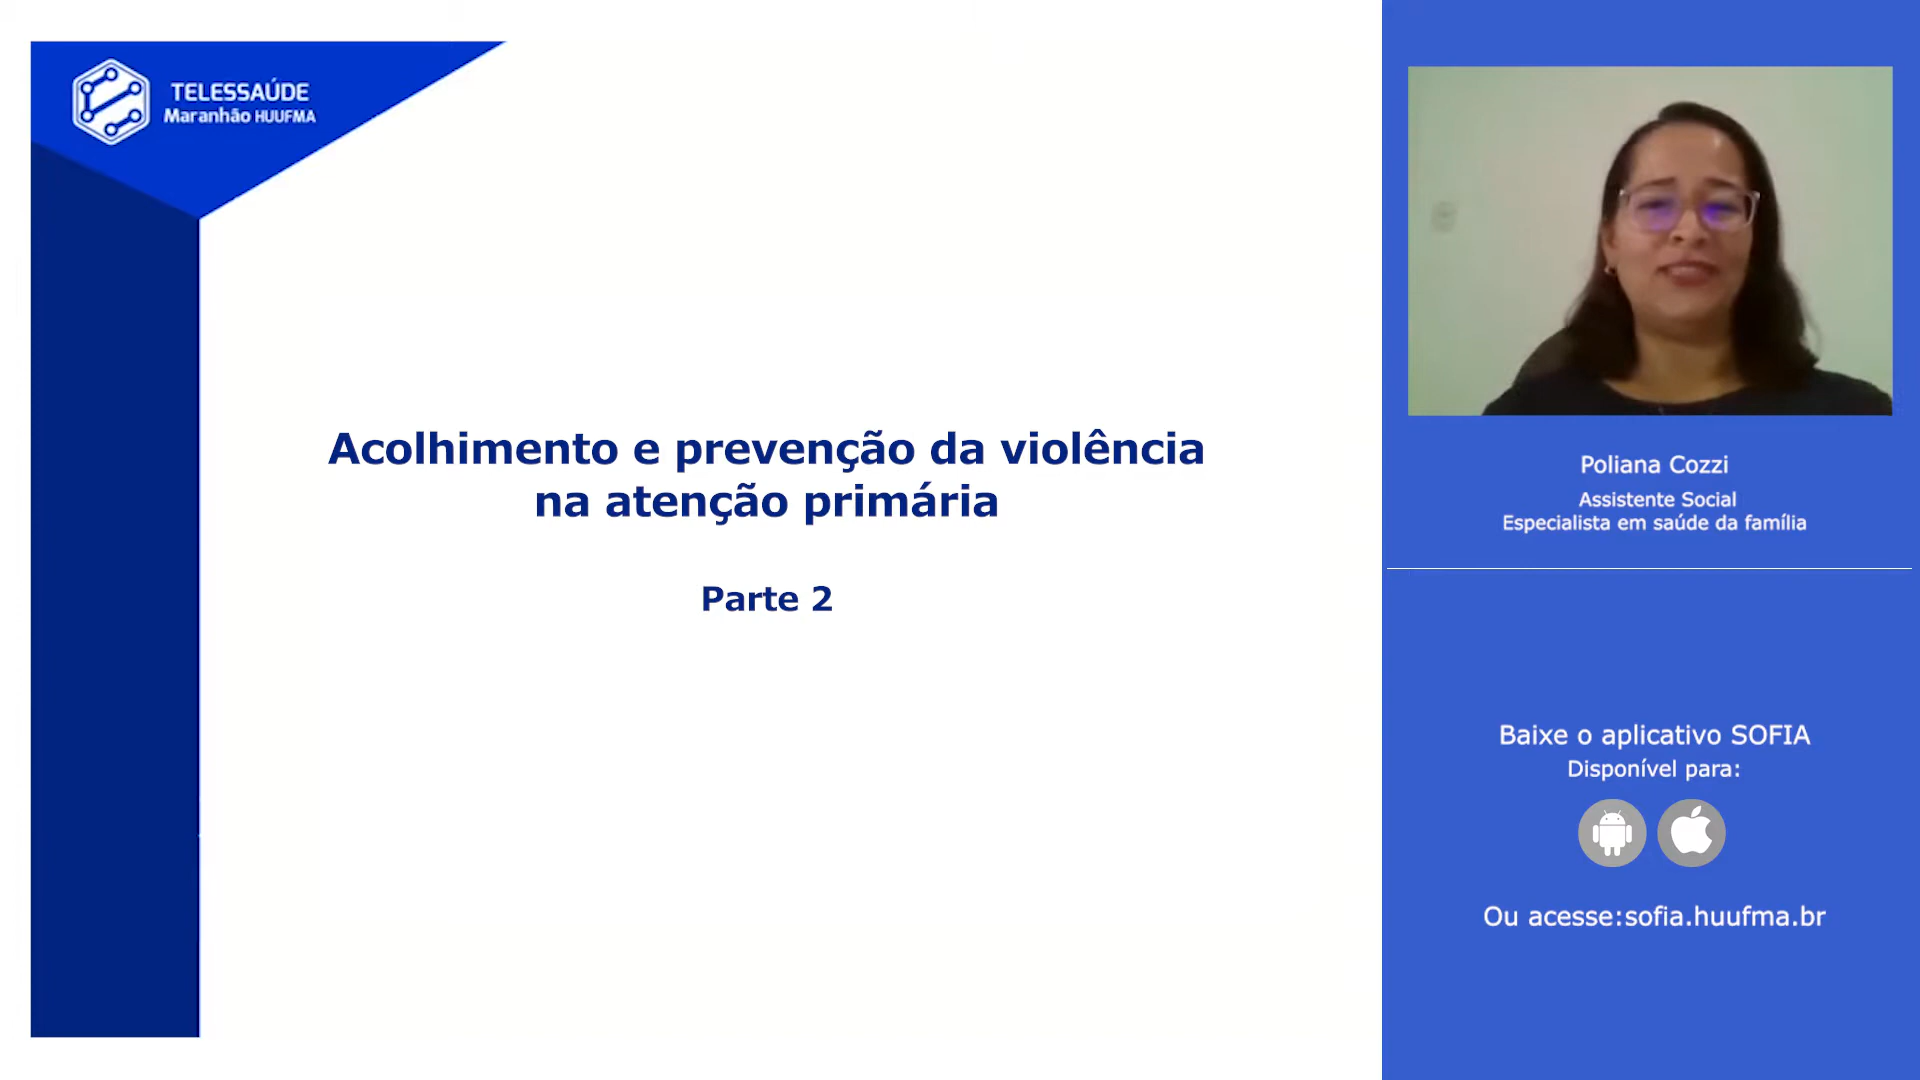 TELESSAÚDE
Maranhão HUUFMA
Acolhimento e prevenção da violência
na atenção primária
Parte 2
Poliana Cozzi
Assistente Social
Especialista em saúde da família
Baixe o aplicativo SOFIA
Disponível para:
Ou acesse:sofia.huufma.br